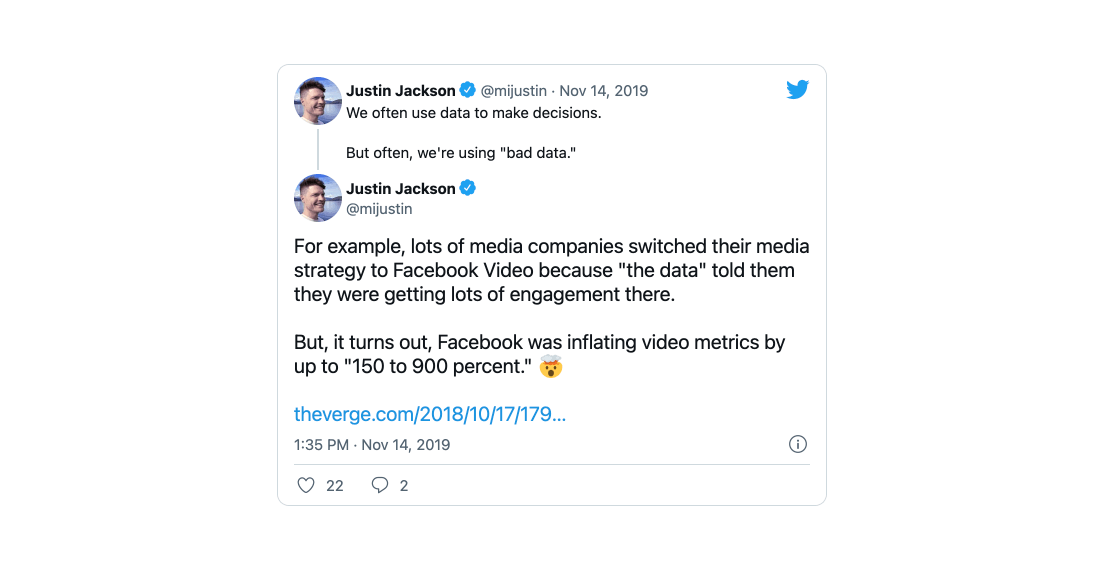 Justin Jackson @mijustin · Nov 14, 2019
We often use data to make decisions.
But often, we're using "bad data."
Justin Jackson
@mijustin
For example, lots of media companies switched their media
strategy to Facebook Video because "the data" told them
they were getting lots of engagement there.
But, it turns out, Facebook was inflating video metrics by
up to "150 to 900 percent." 🤯
theverge.com/2018/10/17/179...
1:35 PM · Nov 14, 2019
22 2